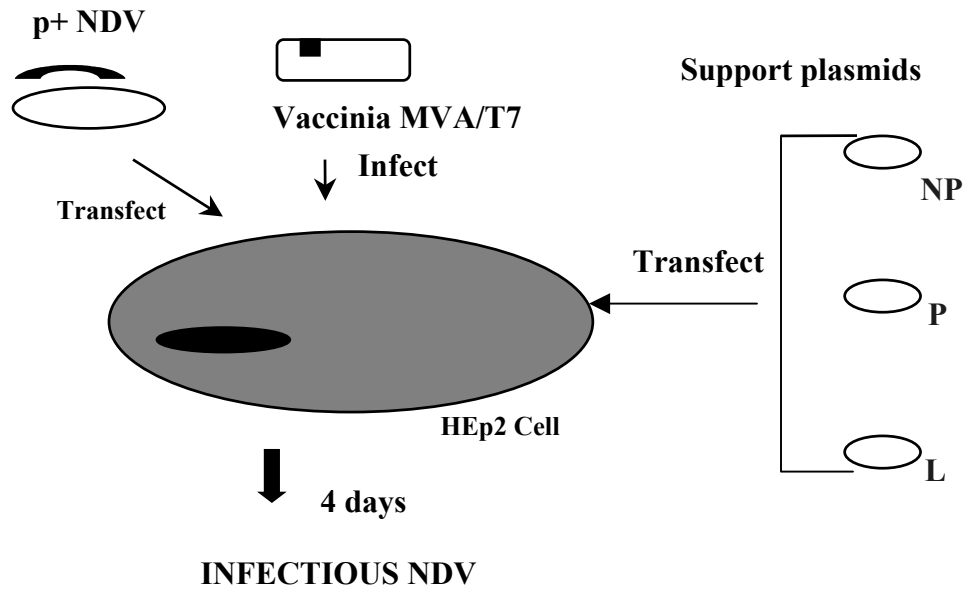 p+ NDV
Vaccinia MVA/T7
Infect
Transfect
Support plasmids
NP
Transfect
P
L
HEp2 Cell
4 days
INFECTIOUS NDV